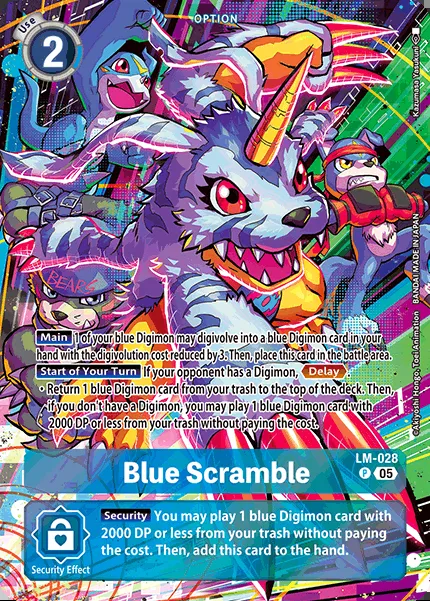 OPTION
Use
2
Kazumasa Yasukuni
BEARS
Main 1 of your blue Digimon may digivolve into a blue Digimon card in your
hand with the digivolution cost reduced by 3. Then, place this card in the battle area.
Start of Your Turn If your opponent has a Digimon, Delay
・Return 1 blue Digimon card from your trash to the top of the deck. Then,
if you don't have a Digimon, you may play 1 blue Digimon card with
2000 DP or less from your trash without paying the cost.
©Akiyoshi Hongo, Toei Animation BANDAI MADE IN JAPAN
LM-028
Blue Scramble
P 05
Security You may play 1 blue Digimon card with
2000 DP or less from your trash without paying
the cost. Then, add this card to the hand.
Security Effect